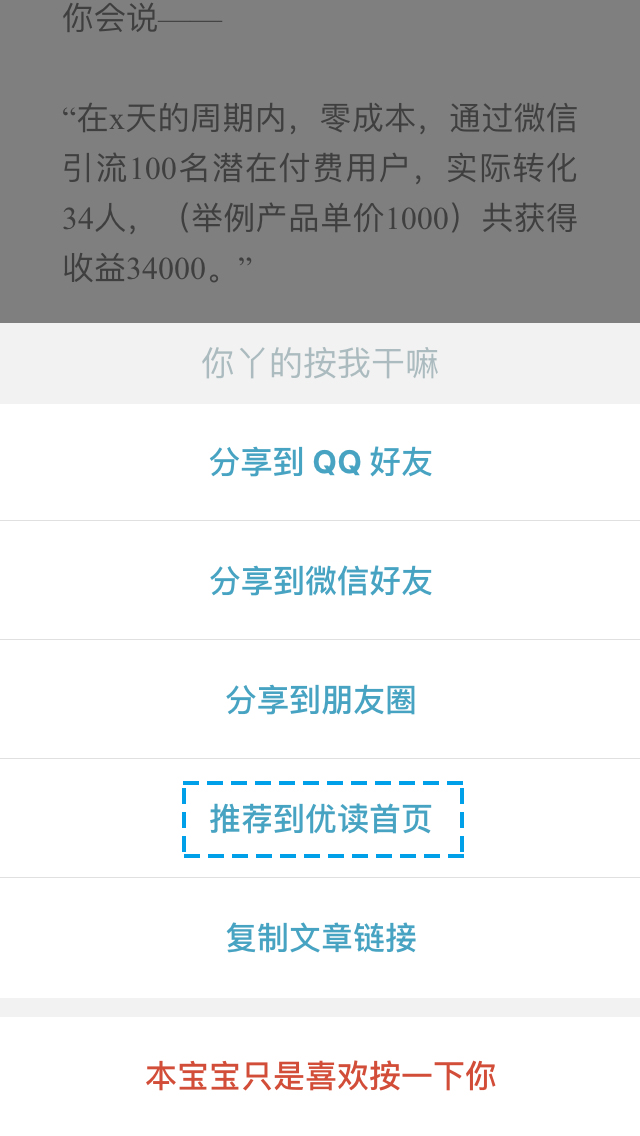 你会说——
“在x天的周期内，零成本，通过微信
引流100名潜在付费用户，实际转化
34人，（举例产品单价1000）共获得
收益34000。”
你丫的按我干嘛
分享到 QQ 好友
分享到微信好友
分享到朋友圈
推荐到优读首页
复制文章链接
本宝宝只是喜欢按一下你